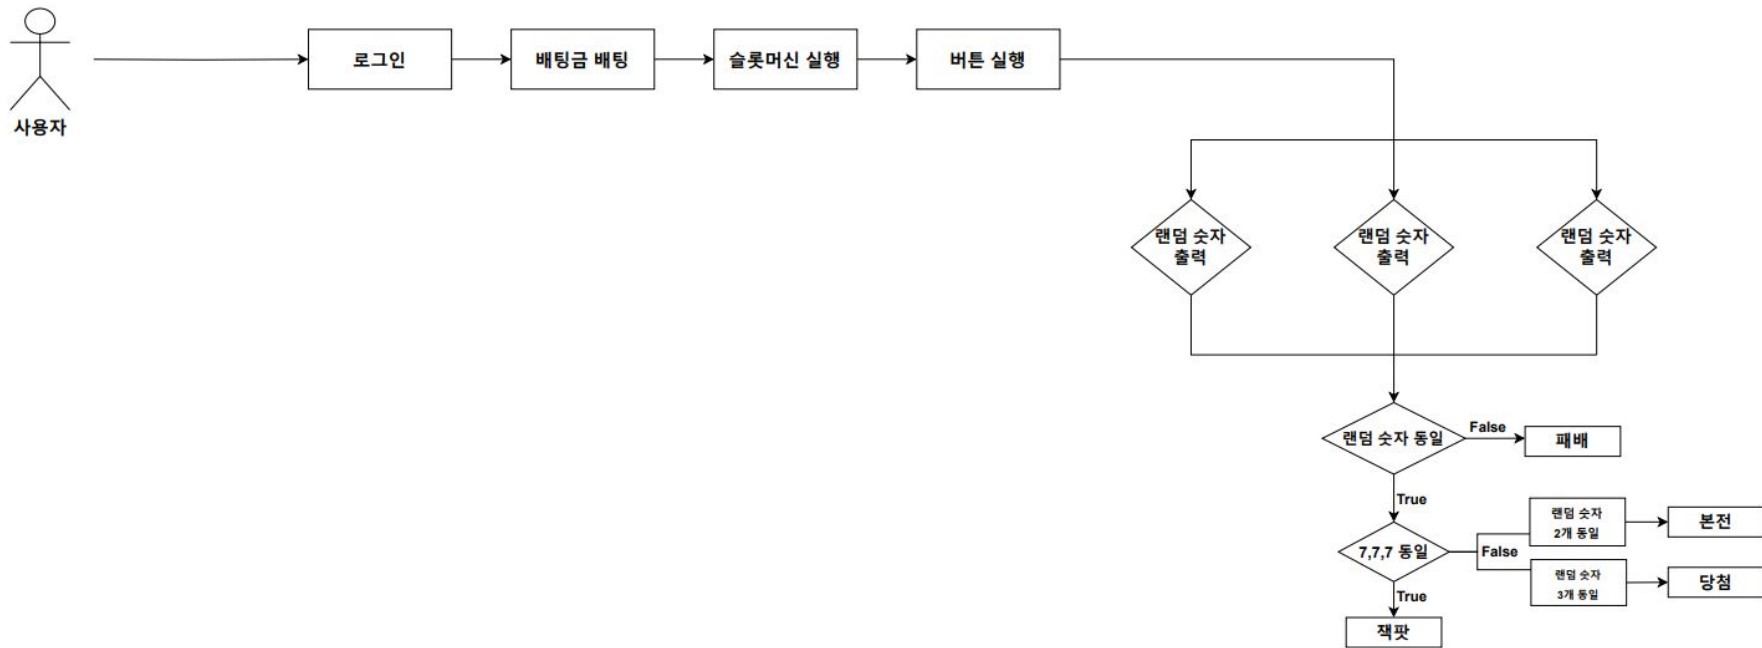 사용자
로그인
배팅금 배팅
슬롯머신 실행
버튼 실행
랜덤 숫자
출력
랜덤 숫자
출력
랜덤 숫자
출력
랜덤 숫자 동일
False
패배
True
7,7,7 동일
False
랜덤 숫자
2개 동일
본전
랜덤 숫자
3개 동일
당첨
True
잭팟